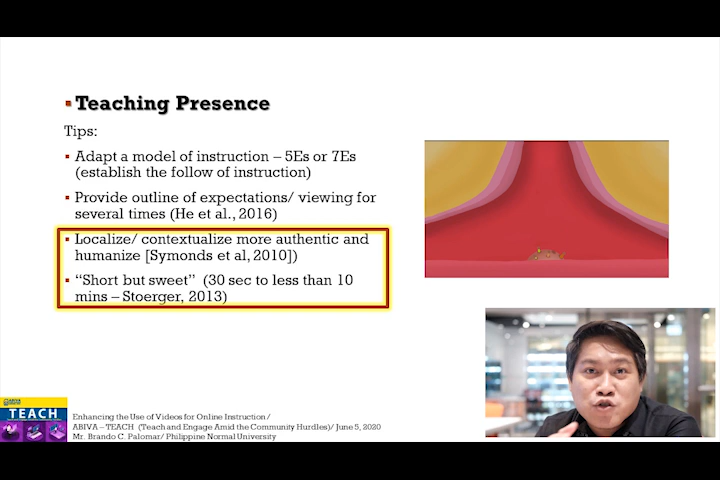 Teaching Presence
Tips:
Adapt a model of instruction – 5Es or 7Es
(establish the follow of instruction)
Provide outline of expectations/ viewing for
several times (He et al., 2016)
Localize/ contextualize more authentic and
humanize [Symonds et al, 2010])
“Short but sweet” (30 sec to less than 10
mins – Stoerger, 2013)
ABIVA
TEACH
Enhancing the Use of Videos for Online Instruction /
ABIVA – TEACH (Teach and Engage Amid the Community Hurdles)/ June 5, 2020
Mr. Brando C. Palomar/ Philippine Normal University